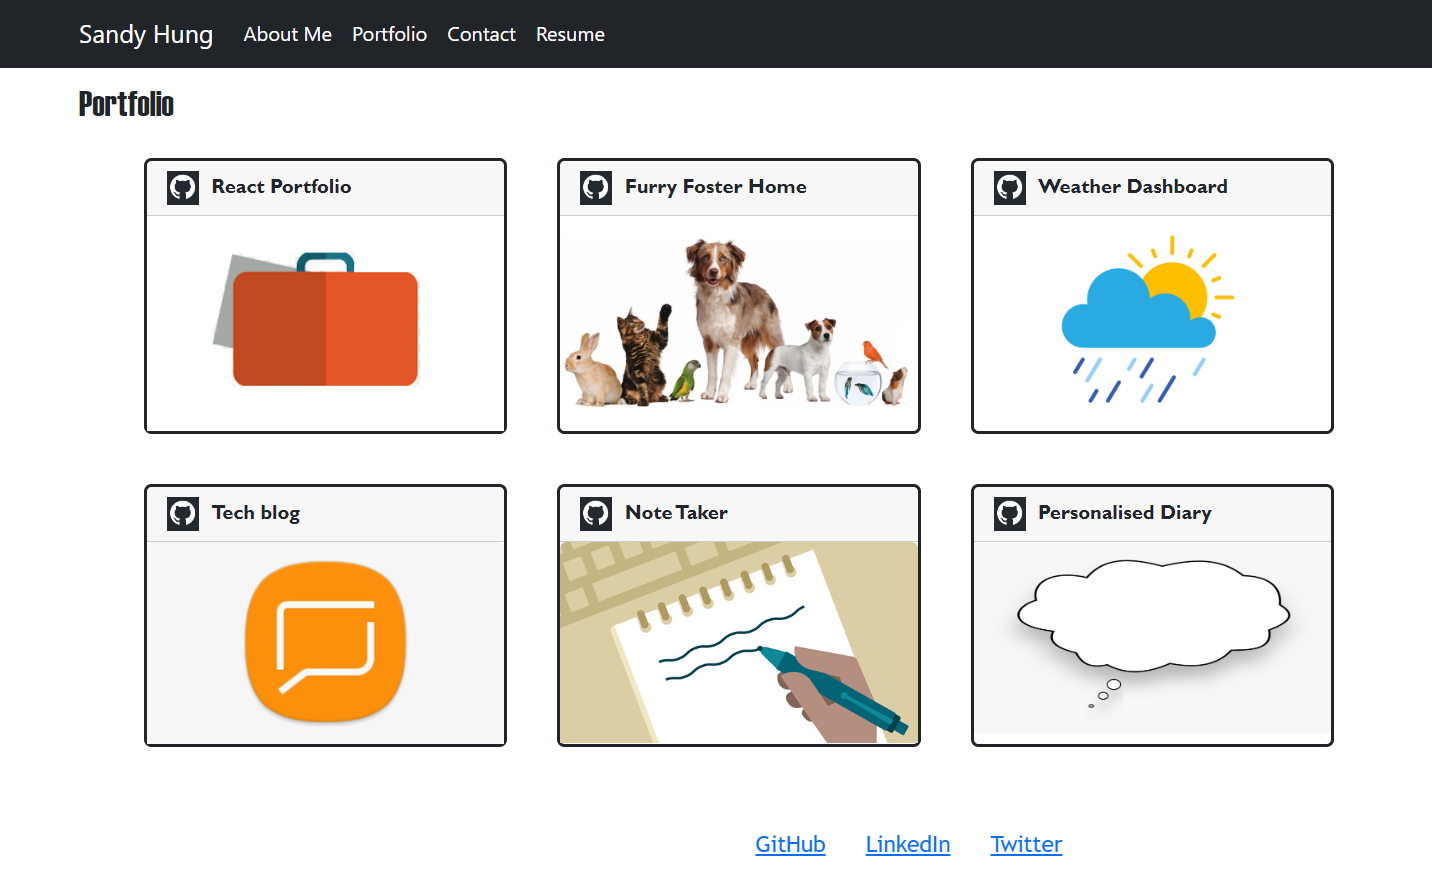 Sandy Hung About Me Portfolio Contact Resume
Portfolio
React Portfolio
Furry Foster Home
Weather Dashboard
Tech blog
Note Taker
Personalised Diary
GitHub LinkedIn Twitter